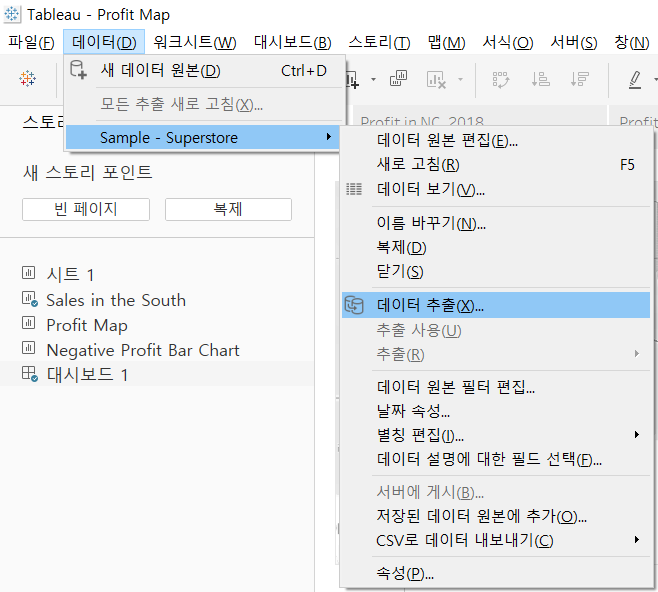 Tableau - Profit Map
파일(F) 데이터(D) 워크시트(W) 대시보드(B) 스토리(T) 맵(M) 서식(O) 서버(S) 창(N)
새 데이터 원본(D) Ctrl+D
모든 추출 새로 고침(X)...
Sample - Superstore
스토리
Profit in NC, 2018
Profit
새 스토리 포인트
빈 페이지 복제
시트 1
Sales in the South
Profit Map
Negative Profit Bar Chart
대시보드 1
데이터 원본 편집(E)...
새로 고침(R) F5
데이터 보기(V)...
이름 바꾸기(N)...
복제(D)
닫기(S)
데이터 추출(X)...
추출 사용(U)
추출(R)
데이터 원본 필터 편집...
날짜 속성...
별칭 편집(I)...
데이터 설명에 대한 필드 선택(F)...
서버에 게시(B)...
저장된 데이터 원본에 추가(O)...
CSV로 데이터 내보내기(C)
속성(P)...